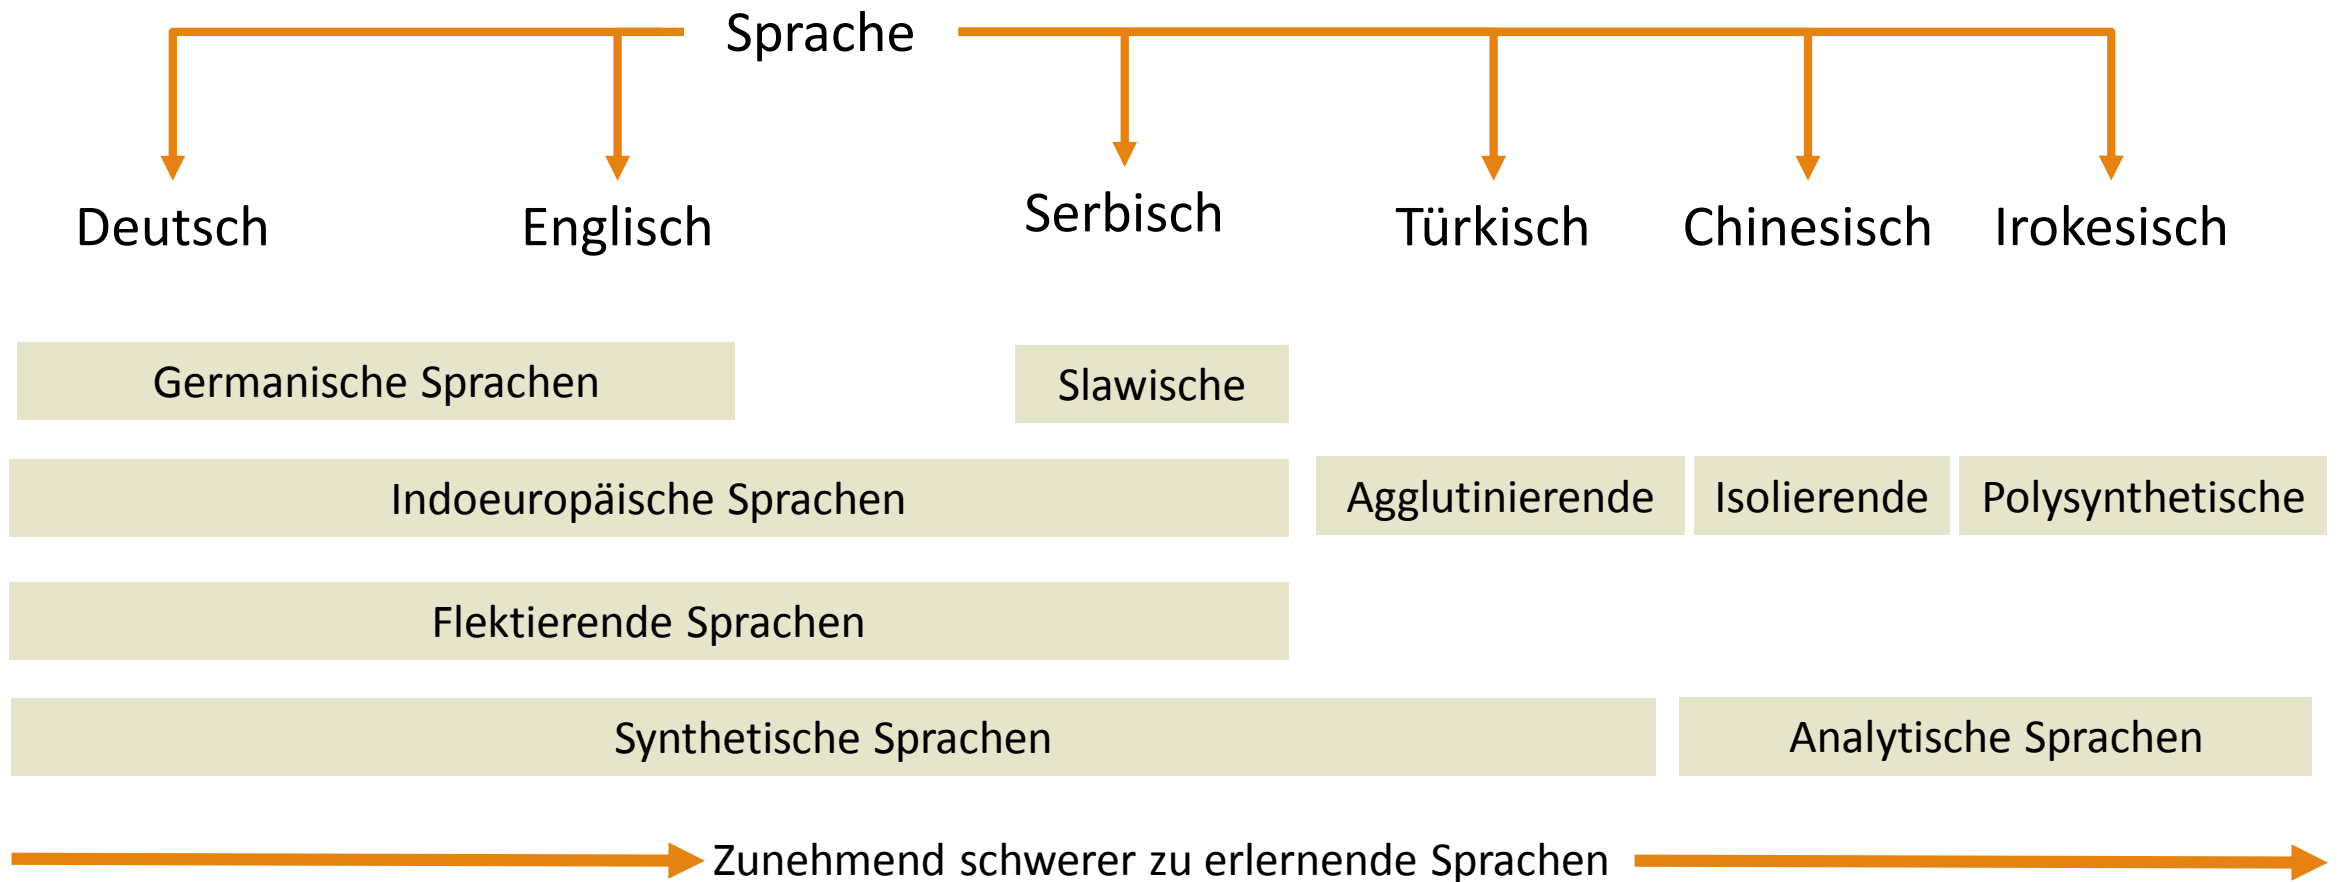 Sprache
Deutsch
Englisch
Serbisch
Türkisch
Chinesisch
Irokesisch
Germanische Sprachen
Slawische
Indoeuropäische Sprachen
Agglutinierende
Isolierende
Polysynthetische
Flektierende Sprachen
Synthetische Sprachen
Analytische Sprachen
Zunehmend schwerer zu erlernende Sprachen